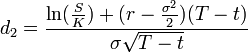 d_2 = \frac{\ln(\frac{S}{K}) + (r - \frac{\sigma^2}{2})(T - t)}{\sigma\sqrt{T - t}}